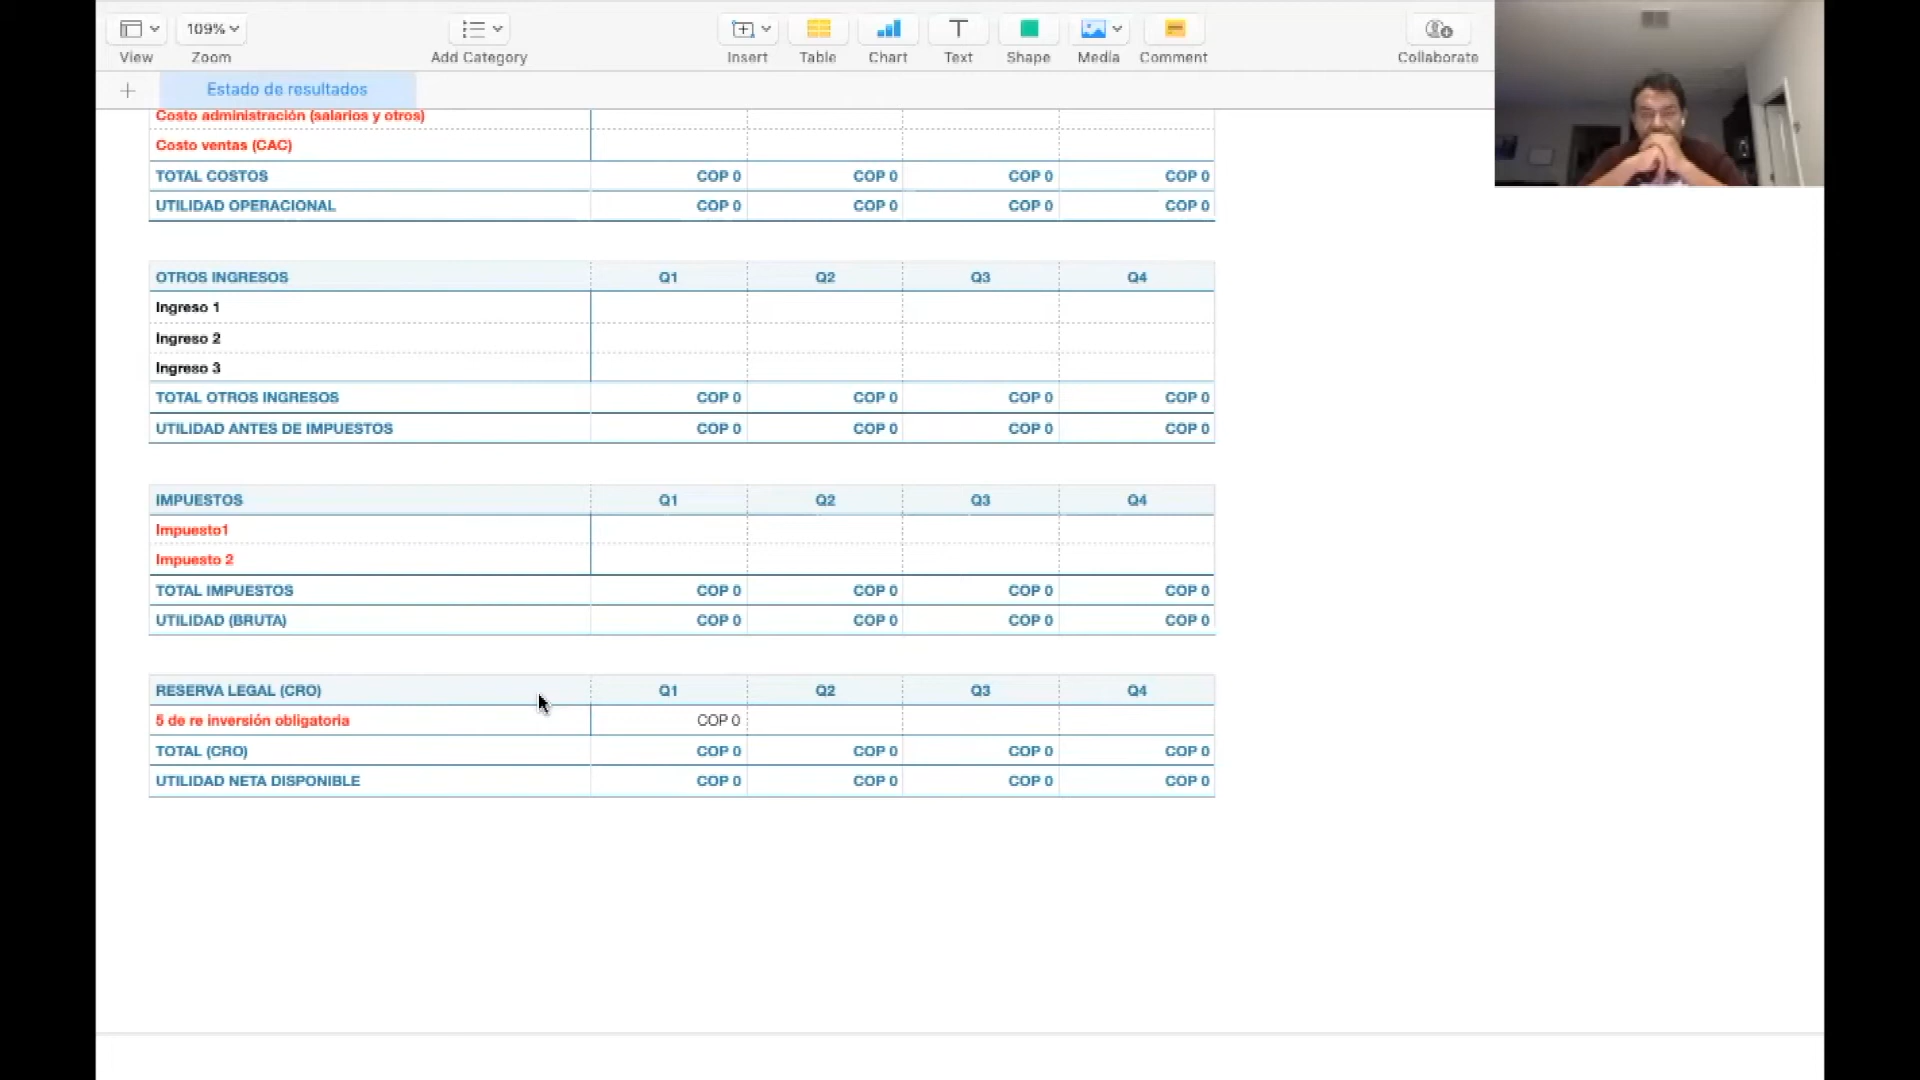 109%
View Zoom Add Category Insert Table Chart Text Shape Media Comment Collaborate
Estado de resultados
Costo administración (salarios y otros)
Costo ventas (CAC)
TOTAL COSTOS COP 0 COP 0 COP 0 COP 0
UTILIDAD OPERACIONAL COP 0 COP 0 COP 0 COP 0
OTROS INGRESOS Q1 Q2 Q3 Q4
Ingreso 1
Ingreso 2
Ingreso 3
TOTAL OTROS INGRESOS COP 0 COP 0 COP 0 COP 0
UTILIDAD ANTES DE IMPUESTOS COP 0 COP 0 COP 0 COP 0
IMPUESTOS Q1 Q2 Q3 Q4
Impuesto1
Impuesto 2
TOTAL IMPUESTOS COP 0 COP 0 COP 0 COP 0
UTILIDAD (BRUTA) COP 0 COP 0 COP 0 COP 0
RESERVA LEGAL (CRO) Q1 Q2 Q3 Q4
5 de re inversión obligatoria COP 0
TOTAL (CRO) COP 0 COP 0 COP 0 COP 0
UTILIDAD NETA DISPONIBLE COP 0 COP 0 COP 0 COP 0